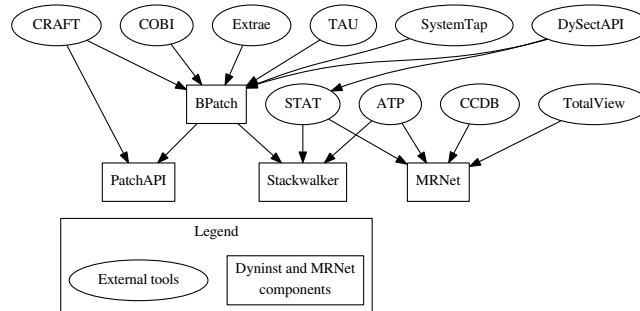 CRAFT
COBI
Extrae
TAU
SystemTap
DySectAPI
BPatch
STAT
ATP
CCDB
TotalView
PatchAPI
Stackwalker
MRNet
Legend
External tools
Dyninst and MRNet
components